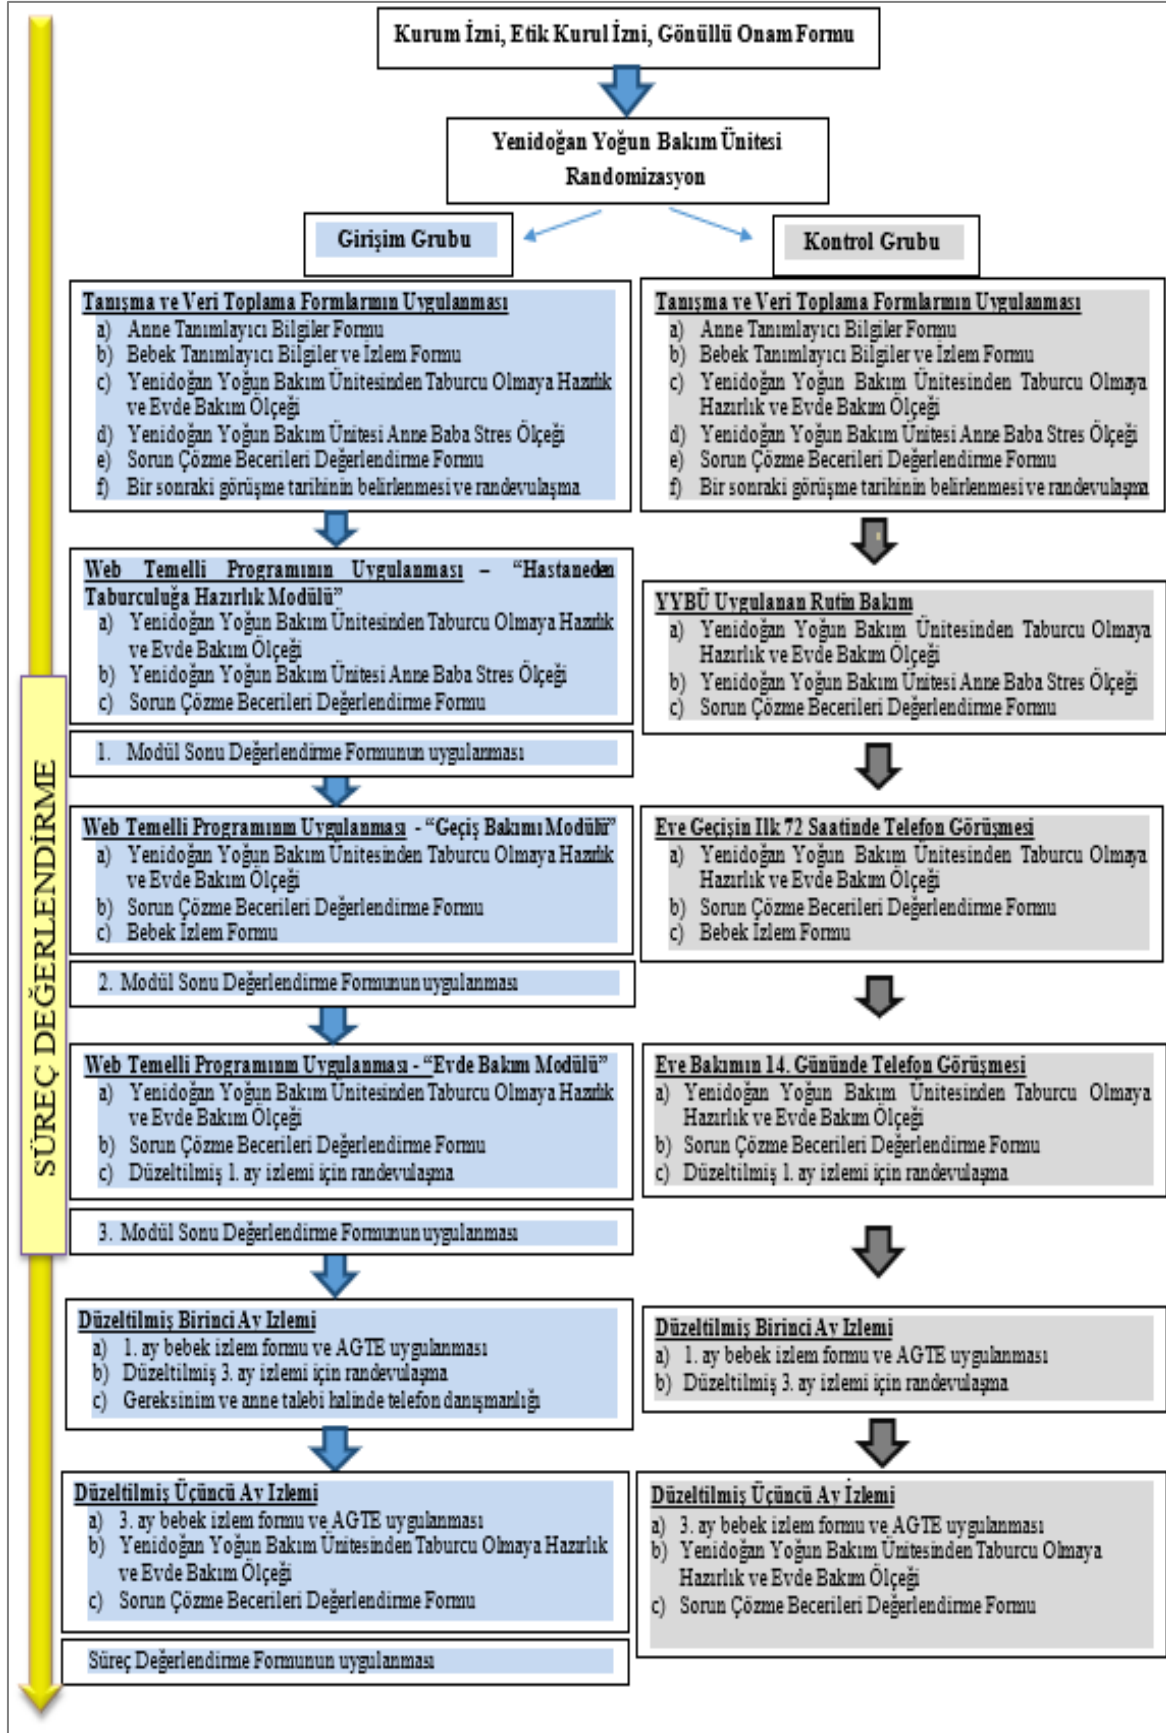 Kurum İzni, Etik Kurul İzni, Gönüllü Onam Formu
Yenidoğan Yoğun Bakım Ünitesi
Randomizasyon
Girişim Grubu
Kontrol Grubu
Tanışma ve Veri Toplama Formlarının Uygulanması
a) Anne Tanımlayıcı Bilgiler Formu
b) Bebek Tanımlayıcı Bilgiler ve İzlem Formu
c) Yenidoğan Yoğun Bakım Ünitesinden Taburcu Olmaya Hazırlık
ve Evde Bakım Ölçeği
d) Yenidoğan Yoğun Bakım Ünitesi Anne Baba Stres Ölçeği
e) Sorun Çözme Becerileri Değerlendirme Formu
f) Bir sonraki görüşme tarihinin belirlenmesi ve randevulaşma
Tanışma ve Veri Toplama Formlarının Uygulanması
a) Anne Tanımlayıcı Bilgiler Formu
b) Bebek Tanımlayıcı Bilgiler ve İzlem Formu
c) Yenidoğan Yoğun Bakım Ünitesinden Taburcu Olmaya
Hazırlık ve Evde Bakım Ölçeği
d) Yenidoğan Yoğun Bakım Ünitesi Anne Baba Stres Ölçeği
e) Sorun Çözme Becerileri Değerlendirme Formu
f) Bir sonraki görüşme tarihinin belirlenmesi ve randevulaşma
Web Temelli Programının Uygulanması – “Hastaneden
Taburculuğa Hazırlık Modülü”
a) Yenidoğan Yoğun Bakım Ünitesinden Taburcu Olmaya Hazırlık
ve Evde Bakım Ölçeği
b) Yenidoğan Yoğun Bakım Ünitesi Anne Baba Stres Ölçeği
c) Sorun Çözme Becerileri Değerlendirme Formu
1. Modül Sonu Değerlendirme Formunun uygulanması
YYBÜ Uygulanan Rutin Bakım
a) Yenidoğan Yoğun Bakım Ünitesinden Taburcu Olmaya
Hazırlık ve Evde Bakım Ölçeği
b) Yenidoğan Yoğun Bakım Ünitesi Anne Baba Stres Ölçeği
c) Sorun Çözme Becerileri Değerlendirme Formu
SÜREÇ DEĞERLENDİRME
Web Temelli Programının Uygulanması - “Geçiş Bakımı Modülü”
a) Yenidoğan Yoğun Bakım Ünitesinden Taburcu Olmaya Hazırlık
ve Evde Bakım Ölçeği
b) Sorun Çözme Becerileri Değerlendirme Formu
c) Bebek İzlem Formu
2. Modül Sonu Değerlendirme Formunun uygulanması
Eve Geçişin Ilk 72 Saatinde Telefon Görüşmesi
a) Yenidoğan Yoğun Bakım Ünitesinden Taburcu Olmaya
Hazırlık ve Evde Bakım Ölçeği
b) Sorun Çözme Becerileri Değerlendirme Formu
c) Bebek İzlem Formu
Web Temelli Programının Uygulanması - “Evde Bakım Modülü”
a) Yenidoğan Yoğun Bakım Ünitesinden Taburcu Olmaya Hazırlık
ve Evde Bakım Ölçeği
b) Sorun Çözme Becerileri Değerlendirme Formu
c) Düzeltilmiş 1. ay izlemi için randevulaşma
3. Modül Sonu Değerlendirme Formunun uygulanması
Eve Bakımın 14. Gününde Telefon Görüşmesi
a) Yenidoğan Yoğun Bakım Ünitesinden Taburcu Olmaya
Hazırlık ve Evde Bakım Ölçeği
b) Sorun Çözme Becerileri Değerlendirme Formu
c) Düzeltilmiş 1. ay izlemi için randevulaşma
Düzeltilmiş Birinci Ay Izlemi
a) 1. ay bebek izlem formu ve AGTE uygulanması
b) Düzeltilmiş 3. ay izlemi için randevulaşma
c) Gereksinim ve anne talebi halinde telefon danışmanlığı
Düzeltilmiş Birinci Ay Izlemi
a) 1. ay bebek izlem formu ve AGTE uygulanması
b) Düzeltilmiş 3. ay izlemi için randevulaşma
Düzeltilmiş Üçüncü Ay Izlemi
a) 3. ay bebek izlem formu ve AGTE uygulanması
b) Yenidoğan Yoğun Bakım Ünitesinden Taburcu Olmaya Hazırlık
ve Evde Bakım Ölçeği
c) Sorun Çözme Becerileri Değerlendirme Formu
Süreç Değerlendirme Formunun uygulanması
Düzeltilmiş Üçüncü Ay İzlemi
a) 3. ay bebek izlem formu ve AGTE uygulanması
b) Yenidoğan Yoğun Bakım Ünitesinden Taburcu Olmaya
Hazırlık ve Evde Bakım Ölçeği
c) Sorun Çözme Becerileri Değerlendirme Formu